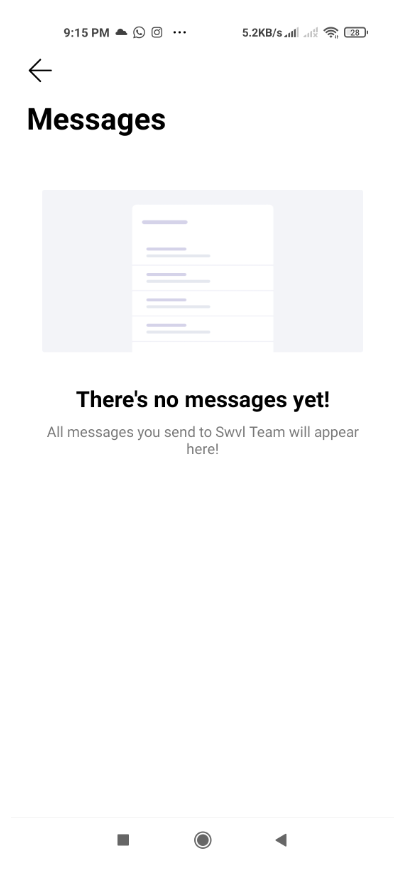 9:15 PM 5.2KB/s 28
Messages
There's no messages yet!
All messages you send to Swvl Team will appear
here!